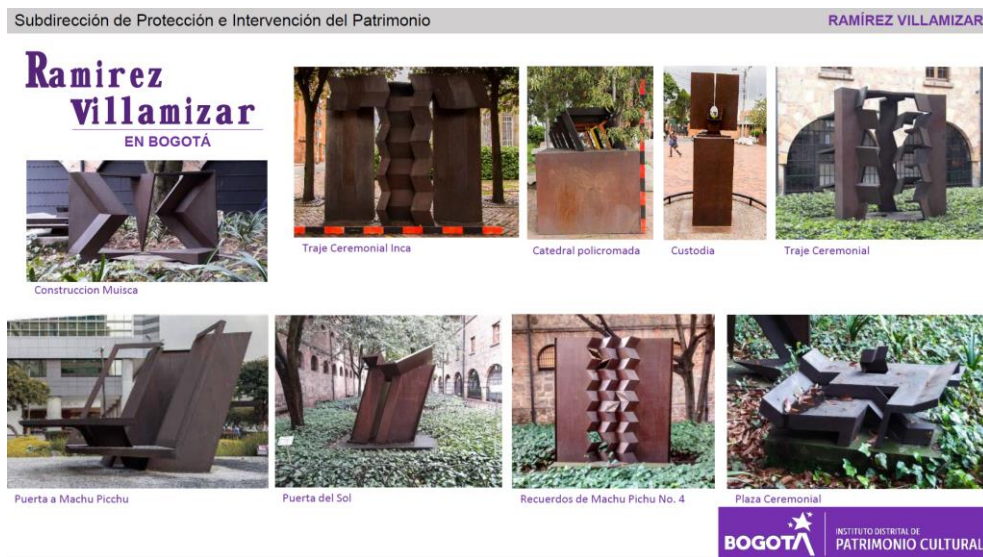 Subdirección de Protección e Intervención del Patrimonio
RAMÍREZ VILLAMIZAR
Ramirez
Villamizar
EN BOGOTÁ
Construccion Muisca
Traje Ceremonial Inca
Catedral policromada
Custodia
Traje Ceremonial
Puerta a Machu Picchu
Puerta del Sol
Recuerdos de Machu Pichu No. 4
Plaza Ceremonial
BOGOTÁ
INSTITUTO DISTRITAL DE
PATRIMONIO CULTURAL